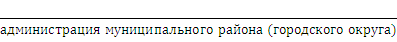 администрация муниципального района (городского округа)